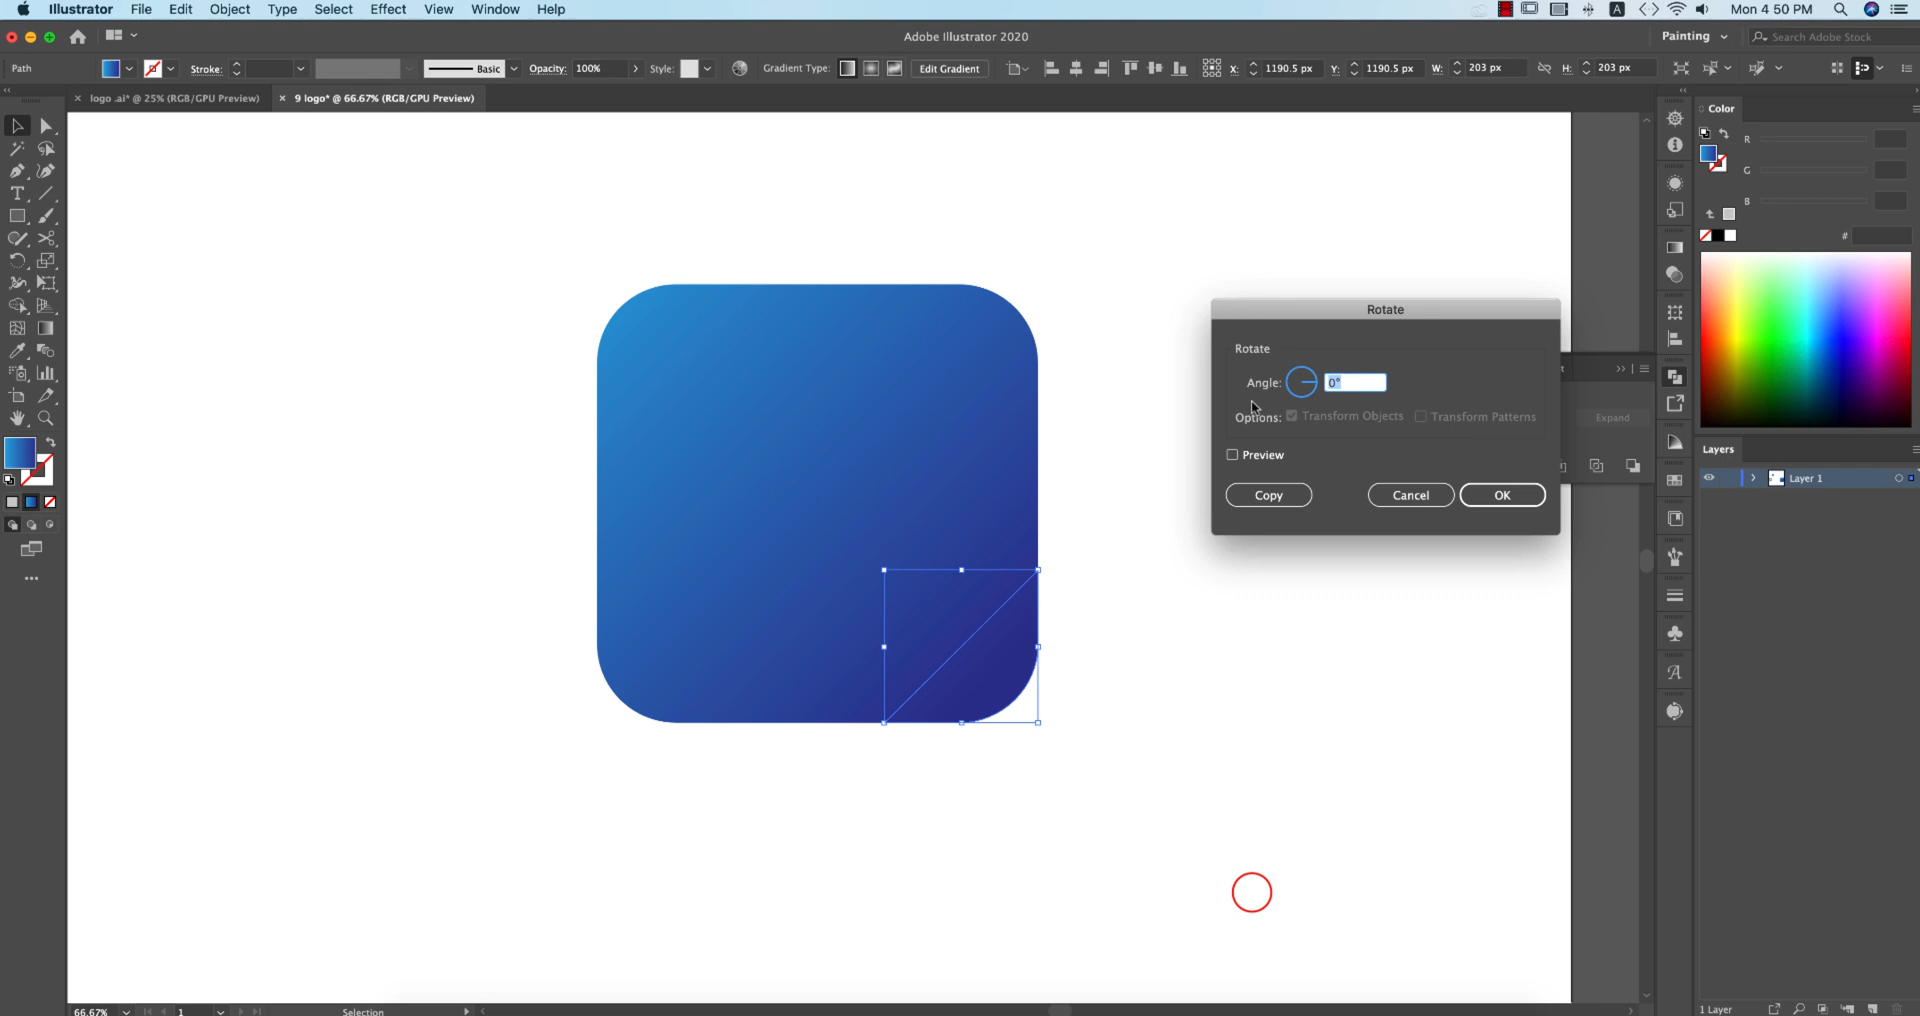 Illustrator File Edit Object Type Select Effect View Window Help
A
Mon 4 50 PM
Adobe Illustrator 2020
Painting
Search Adobe Stock
Path
Stroke:
Basic
Opacity: 100%
Style:
Gradient Type:
Edit Gradient
X: 1190.5 px
Y: 1190.5 px
W: 203 px
H: 203 px
logo .ai* @ 25% (RGB/GPU Preview)
9 logo* @ 66.67% (RGB/GPU Preview)
Color
R
G
B
#
Rotate
Rotate
Angle: 0°
Options: Transform Objects Transform Patterns
Expand
Preview
Copy Cancel OK
Layers
Layer 1
66.67%
1
Selection
1 Layer